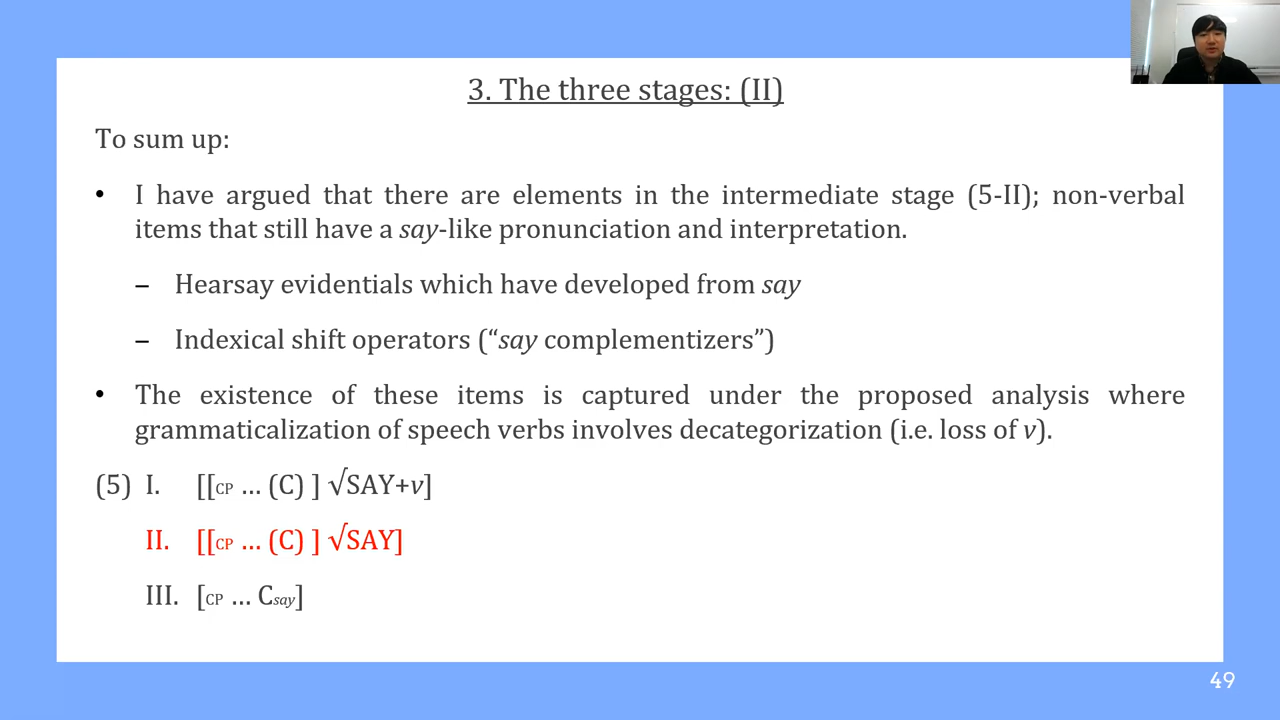 3. The three stages: (II)
To sum up:
• I have argued that there are elements in the intermediate stage (5-II); non-verbal
items that still have a say-like pronunciation and interpretation.
– Hearsay evidentials which have developed from say
– Indexical shift operators (“say complementizers”)
• The existence of these items is captured under the proposed analysis where
grammaticalization of speech verbs involves decategorization (i.e. loss of v).
(5) I. [[CP … (C) ] √SAY+v]
II. [[CP … (C) ] √SAY]
III. [CP … Csay]
49